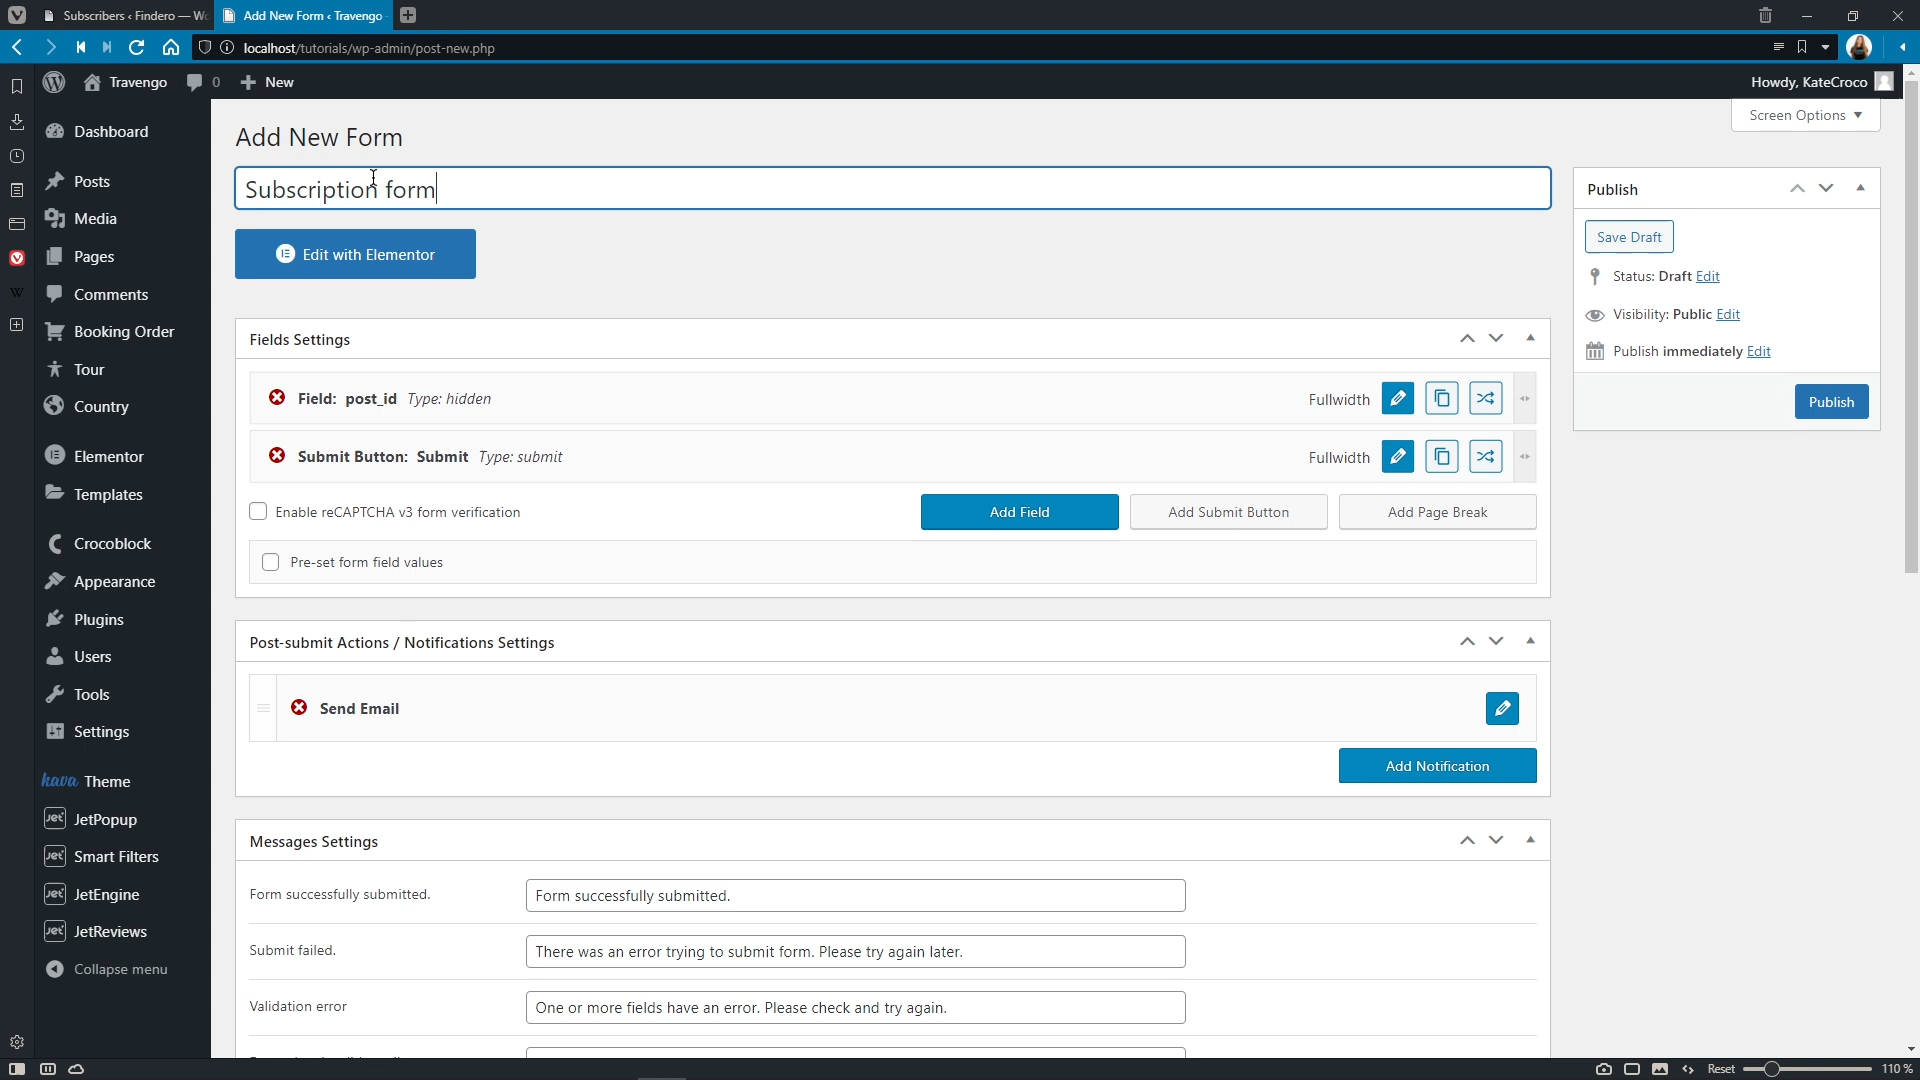 Subscribers ‹ Findero — Wo
Add New Form ‹ Travengo
localhost/tutorials/wp-admin/post-new.php
Travengo
0
New
Howdy, KateCroco
Screen Options
Dashboard
Posts
Media
Pages
Comments
Booking Order
Tour
Country
Elementor
Templates
Crocoblock
Appearance
Plugins
Users
Tools
Settings
hava Theme
Jet JetPopup
Jet Smart Filters
Jet JetEngine
Jet JetReviews
Collapse menu
Add New Form
Subscription form
Edit with Elementor
Fields Settings
Field: post_id Type: hidden
Fullwidth
Submit Button: Submit Type: submit
Fullwidth
Enable reCAPTCHA v3 form verification
Add Field
Add Submit Button
Add Page Break
Pre-set form field values
Post-submit Actions / Notifications Settings
Send Email
Add Notification
Messages Settings
Form successfully submitted.
Form successfully submitted.
Submit failed.
There was an error trying to submit form. Please try again later.
Validation error
One or more fields have an error. Please check and try again.
Publish
Save Draft
Status: Draft Edit
Visibility: Public Edit
Publish immediately Edit
Publish
Reset
110 %